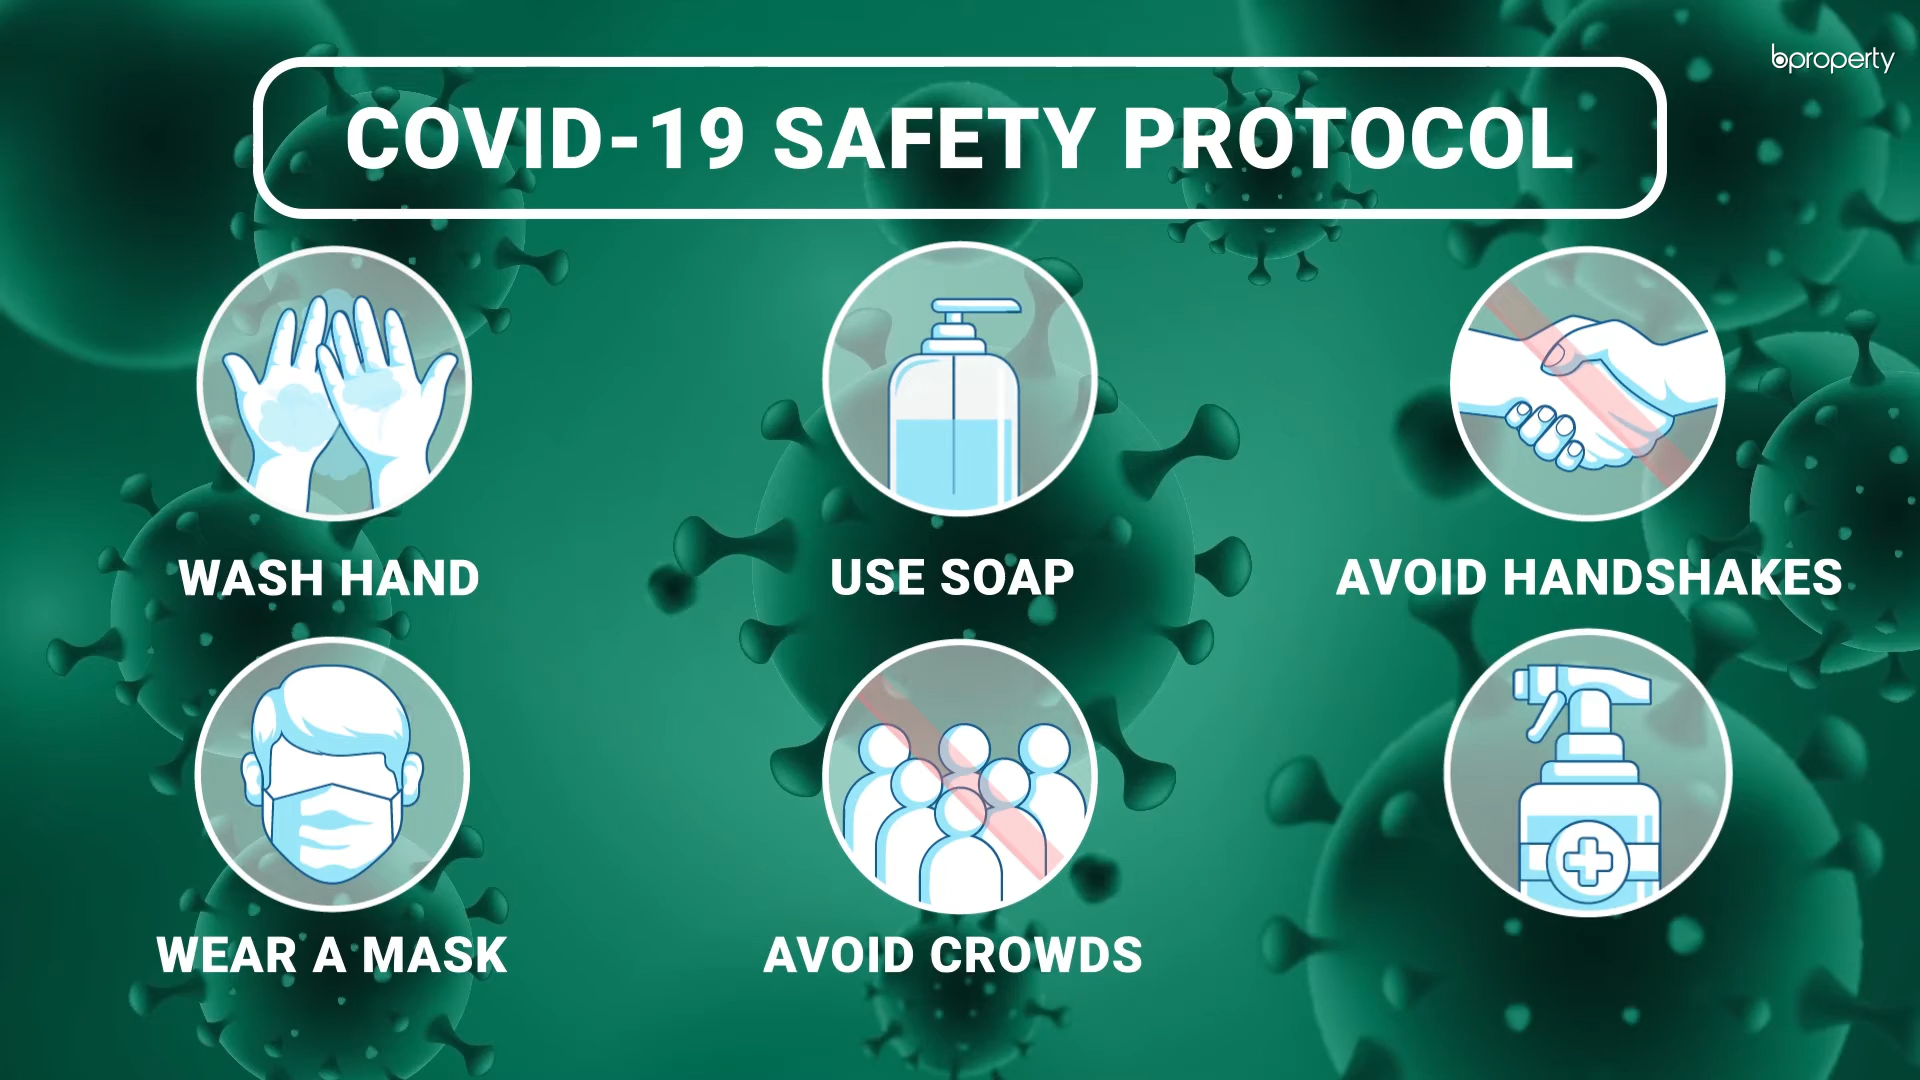 bproperty
COVID-19 SAFETY PROTOCOL
WASH HAND
USE SOAP
AVOID HANDSHAKES
WEAR A MASK
AVOID CROWDS